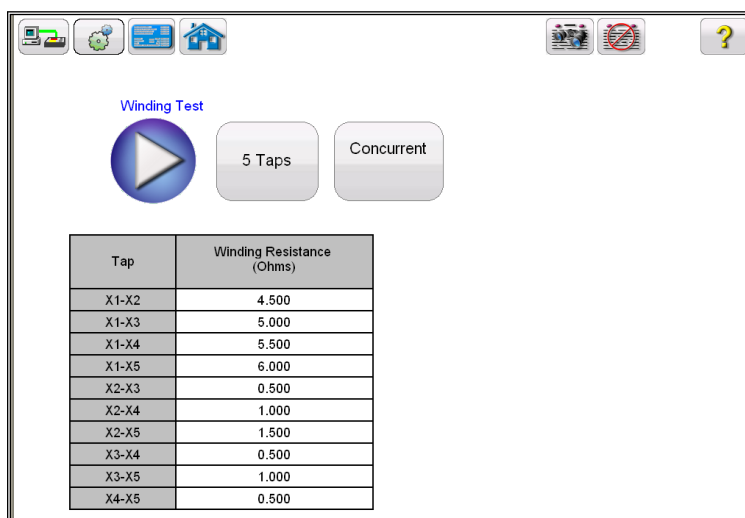 Winding Test
5 Taps
Concurrent
Tap
Winding Resistance
(Ohms)
X1-X2 4.500
X1-X3 5.000
X1-X4 5.500
X1-X5 6.000
X2-X3 0.500
X2-X4 1.000
X2-X5 1.500
X3-X4 0.500
X3-X5 1.000
X4-X5 0.500